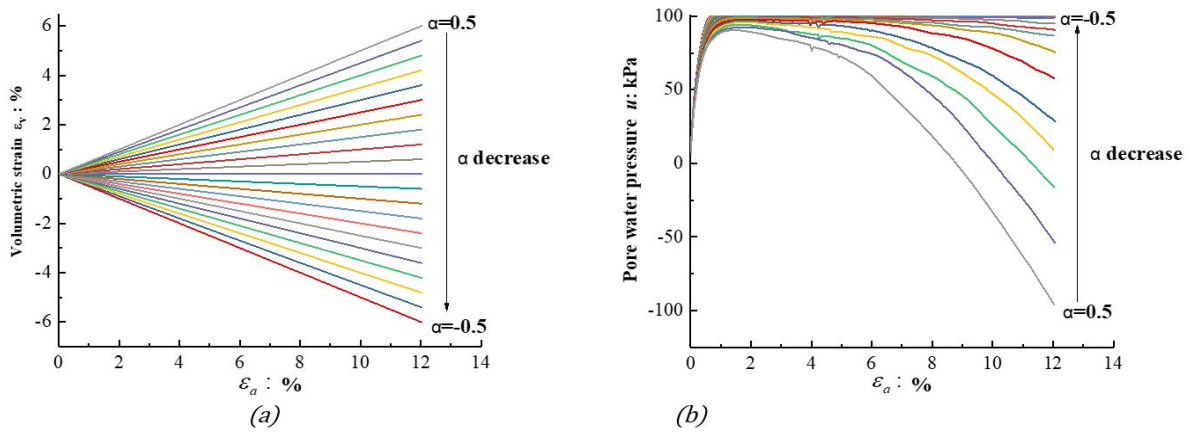 6
4
2
0
-2
-4
-6
Volumetric strain εv : %
α=0.5
α decrease
α=-0.5
0 2 4 6 8 10 12 14
εa : %
(a)
100
50
0
-50
-100
Pore water pressure u: kPa
α=-0.5
α decrease
α=0.5
0 2 4 6 8 10 12 14
εa : %
(b)